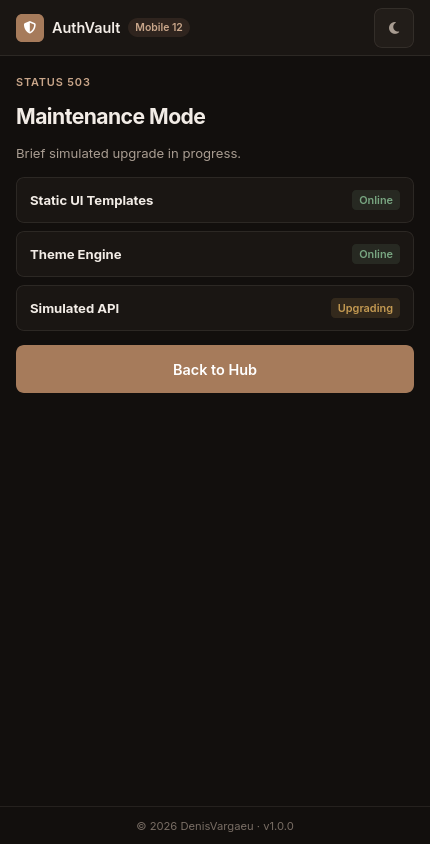 AuthVault Mobile 12
STATUS 503
Maintenance Mode
Brief simulated upgrade in progress.
Static UI Templates Online
Theme Engine Online
Simulated API Upgrading
Back to Hub
© 2026 DenisVargaeu · v1.0.0